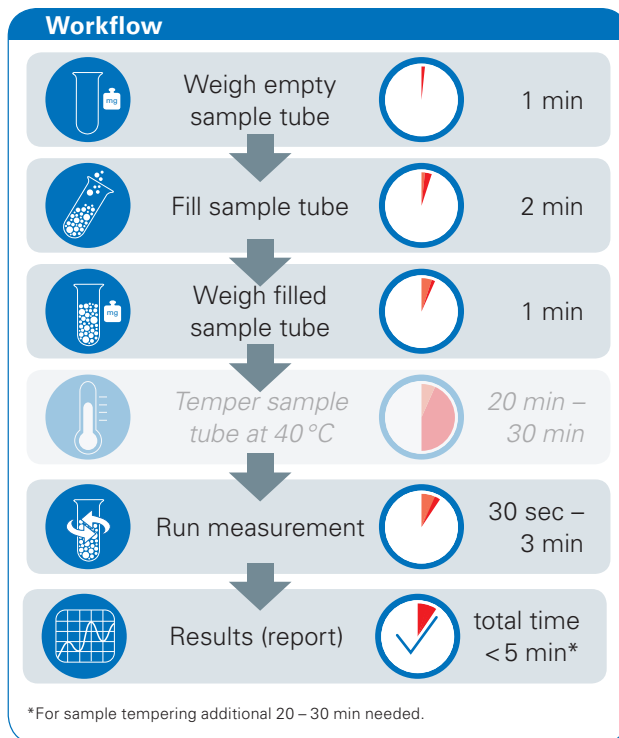 Workflow
mg
Weigh empty
sample tube
1 min
Fill sample tube
2 min
mg
Weigh filled
sample tube
1 min
Temper sample
tube at 40 °C
20 min –
30 min
Run measurement
30 sec –
3 min
Results (report)
total time
< 5 min*
*For sample tempering additional 20 – 30 min needed.